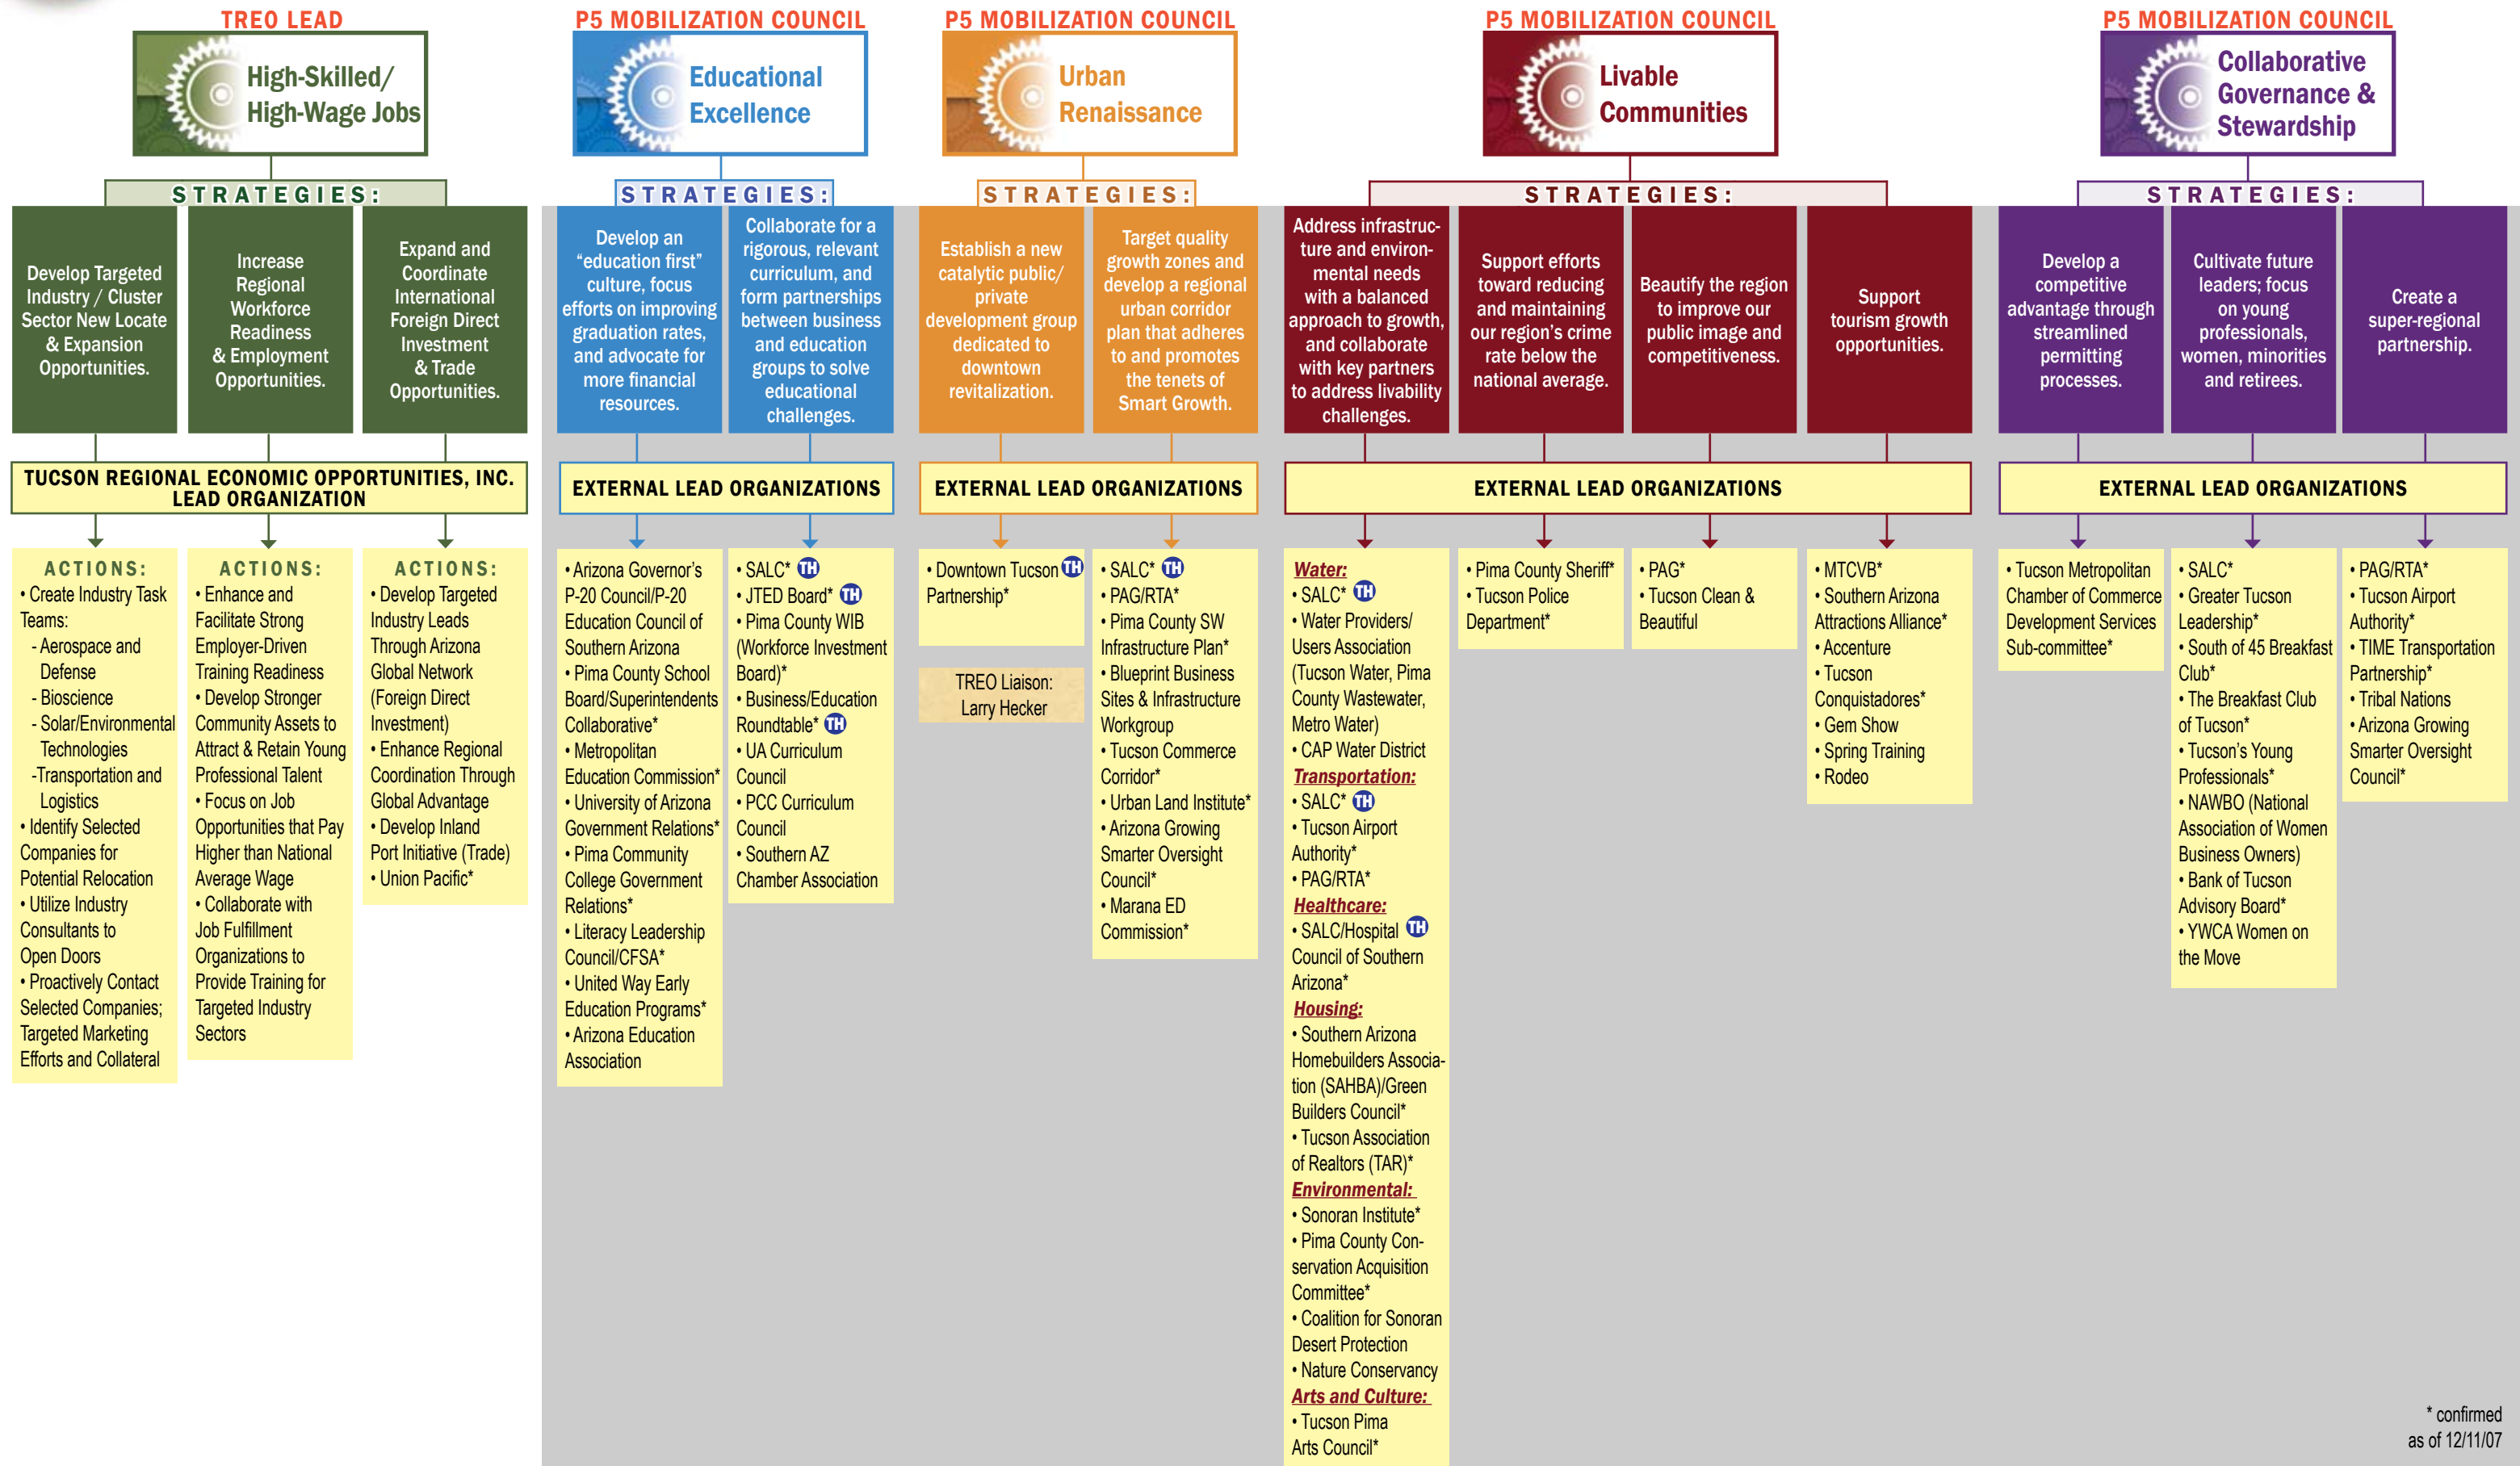 TREO LEAD
High-Skilled/
High-Wage Jobs
STRATEGIES:
Develop Targeted
Industry / Cluster
Sector New Locate
& Expansion
Opportunities.
Increase
Regional
Workforce
Readiness
& Employment
Opportunities.
Expand and
Coordinate
International
Foreign Direct
Investment
& Trade
Opportunities.
TUCSON REGIONAL ECONOMIC OPPORTUNITIES, INC.
LEAD ORGANIZATION
ACTIONS:
• Create Industry Task
Teams:
- Aerospace and
Defense
- Bioscience
- Solar/Environmental
Technologies
-Transportation and
Logistics
• Identify Selected
Companies for
Potential Relocation
• Utilize Industry
Consultants to
Open Doors
• Proactively Contact
Selected Companies;
Targeted Marketing
Efforts and Collateral
ACTIONS:
• Enhance and
Facilitate Strong
Employer-Driven
Training Readiness
• Develop Stronger
Community Assets to
Attract & Retain Young
Professional Talent
• Focus on Job
Opportunities that Pay
Higher than National
Average Wage
• Collaborate with
Job Fulfillment
Organizations to
Provide Training for
Targeted Industry
Sectors
ACTIONS:
• Develop Targeted
Industry Leads
Through Arizona
Global Network
(Foreign Direct
Investment)
• Enhance Regional
Coordination Through
Global Advantage
• Develop Inland
Port Initiative (Trade)
• Union Pacific*
P5 MOBILIZATION COUNCIL
Educational
Excellence
STRATEGIES:
Develop an
“education first”
culture, focus
efforts on improving
graduation rates,
and advocate for
more financial
resources.
Collaborate for a
rigorous, relevant
curriculum, and
form partnerships
between business
and education
groups to solve
educational
challenges.
EXTERNAL LEAD ORGANIZATIONS
• Arizona Governor’s
P-20 Council/P-20
Education Council of
Southern Arizona
• Pima County School
Board/Superintendents
Collaborative*
• Metropolitan
Education Commission*
• University of Arizona
Government Relations*
• Pima Community
College Government
Relations*
• Literacy Leadership
Council/CFSA*
• United Way Early
Education Programs*
• Arizona Education
Association
• SALC* TH
• JTED Board* TH
• Pima County WIB
(Workforce Investment
Board)*
• Business/Education
Roundtable* TH
• UA Curriculum
Council
• PCC Curriculum
Council
• Southern AZ
Chamber Association
P5 MOBILIZATION COUNCIL
Urban
Renaissance
STRATEGIES:
Establish a new
catalytic public/
private
development group
dedicated to
downtown
revitalization.
Target quality
growth zones and
develop a regional
urban corridor
plan that adheres
to and promotes
the tenets of
Smart Growth.
EXTERNAL LEAD ORGANIZATIONS
• Downtown Tucson TH
Partnership*
TREO Liaison:
Larry Hecker
• SALC* TH
• PAG/RTA*
• Pima County SW
Infrastructure Plan*
• Blueprint Business
Sites & Infrastructure
Workgroup
• Tucson Commerce
Corridor*
• Urban Land Institute*
• Arizona Growing
Smarter Oversight
Council*
• Marana ED
Commission*
P5 MOBILIZATION COUNCIL
Livable
Communities
STRATEGIES:
Address infrastruc-
ture and environ-
mental needs
with a balanced
approach to growth,
and collaborate
with key partners
to address livability
challenges.
Support efforts
toward reducing
and maintaining
our region’s crime
rate below the
national average.
Beautify the region
to improve our
public image and
competitiveness.
Support
tourism growth
opportunities.
EXTERNAL LEAD ORGANIZATIONS
Water:
• SALC* TH
• Water Providers/
Users Association
(Tucson Water, Pima
County Wastewater,
Metro Water)
• CAP Water District
Transportation:
• SALC* TH
• Tucson Airport
Authority*
• PAG/RTA*
Healthcare:
• SALC/Hospital TH
Council of Southern
Arizona*
Housing:
• Southern Arizona
Homebuilders Associa-
tion (SAHBA)/Green
Builders Council*
• Tucson Association
of Realtors (TAR)*
Environmental:
• Sonoran Institute*
• Pima County Con-
servation Acquisition
Committee*
• Coalition for Sonoran
Desert Protection
• Nature Conservancy
Arts and Culture:
• Tucson Pima
Arts Council*
• Pima County Sheriff*
• Tucson Police
Department*
• PAG*
• Tucson Clean &
Beautiful
• MTCVB*
• Southern Arizona
Attractions Alliance*
• Accenture
• Tucson
Conquistadores*
• Gem Show
• Spring Training
• Rodeo
P5 MOBILIZATION COUNCIL
Collaborative
Governance &
Stewardship
STRATEGIES:
Develop a
competitive
advantage through
streamlined
permitting
processes.
Cultivate future
leaders; focus
on young
professionals,
women, minorities
and retirees.
Create a
super-regional
partnership.
EXTERNAL LEAD ORGANIZATIONS
• Tucson Metropolitan
Chamber of Commerce
Development Services
Sub-committee*
• SALC*
• Greater Tucson
Leadership*
• South of 45 Breakfast
Club*
• The Breakfast Club
of Tucson*
• Tucson’s Young
Professionals*
• NAWBO (National
Association of Women
Business Owners)
• Bank of Tucson
Advisory Board*
• YWCA Women on
the Move
• PAG/RTA*
• Tucson Airport
Authority*
• TIME Transportation
Partnership*
• Tribal Nations
• Arizona Growing
Smarter Oversight
Council*
* confirmed
as of 12/11/07